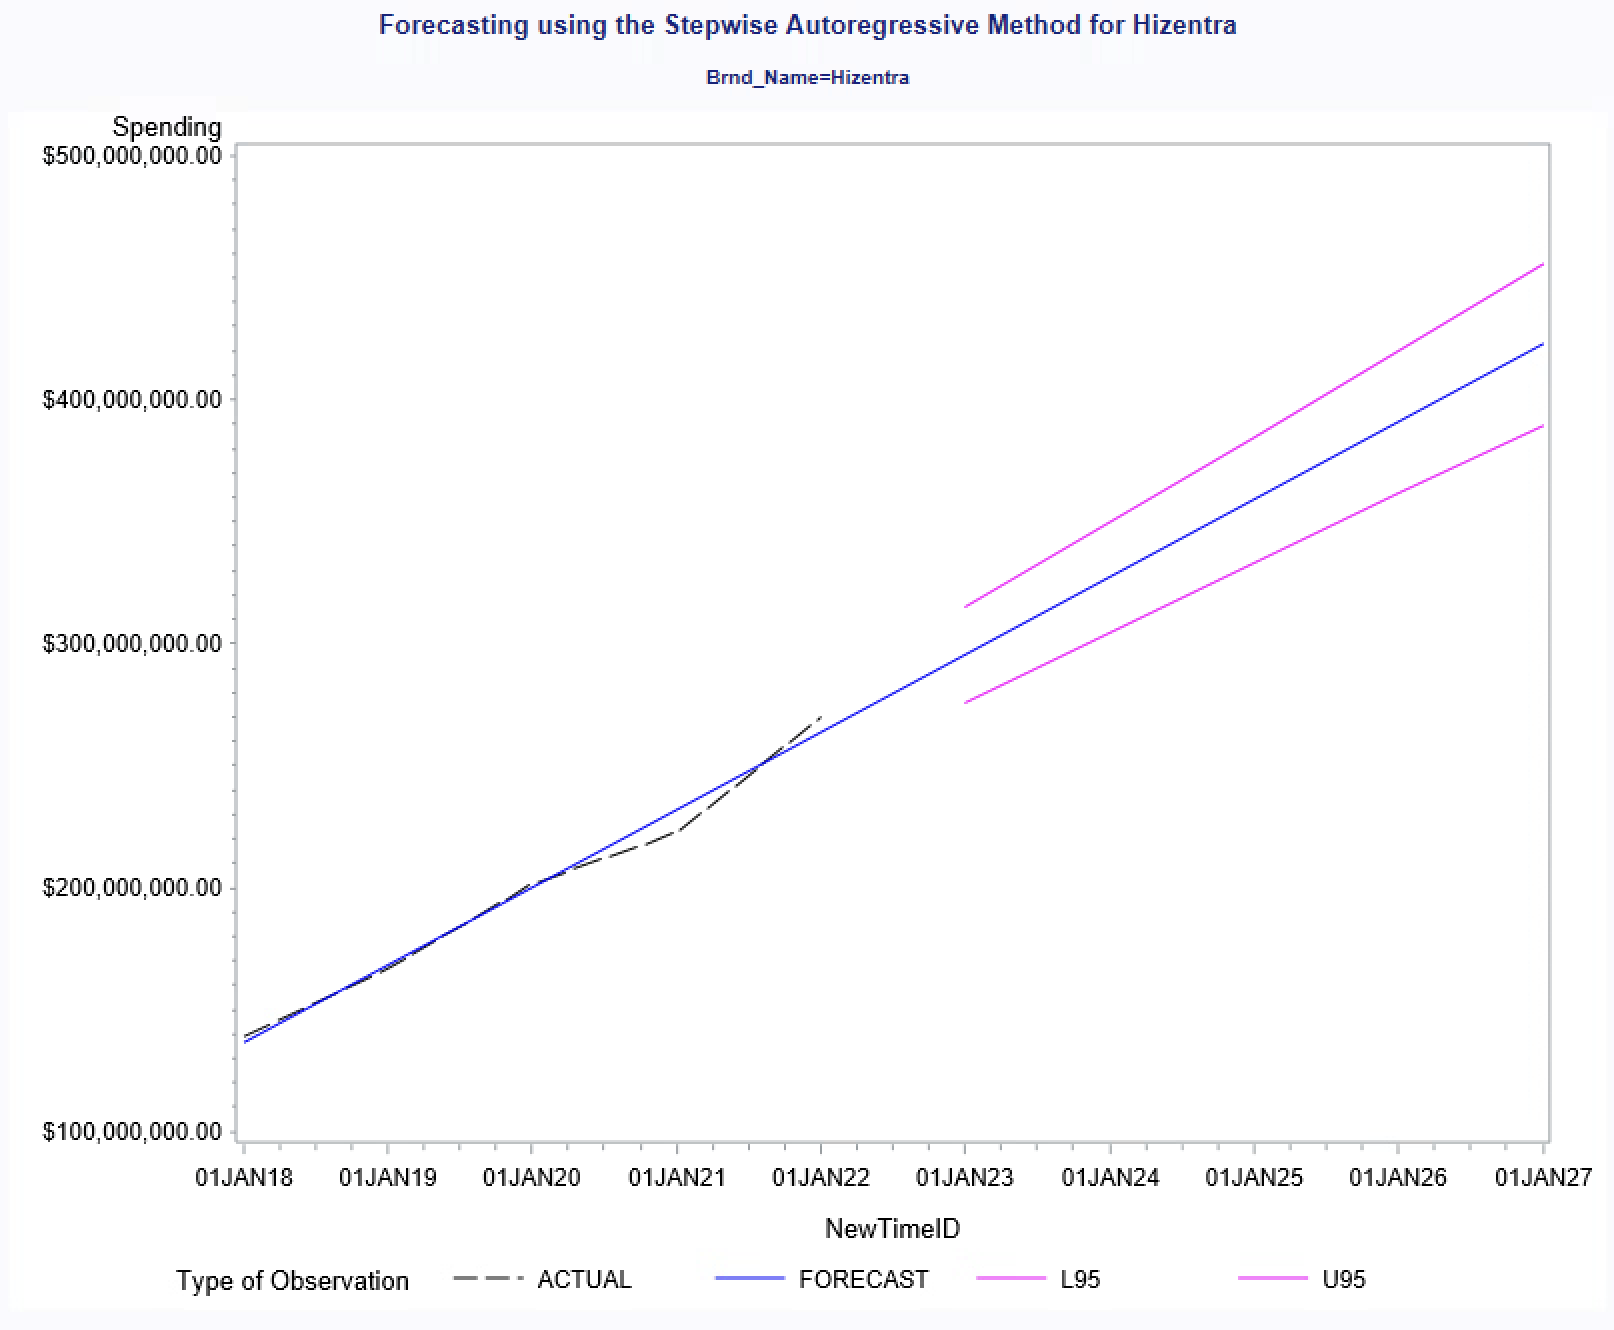 Forecasting using the Stepwise Autoregressive Method for Hizentra
Brnd_Name=Hizentra
Spending
$500,000,000.00
$400,000,000.00
$300,000,000.00
$200,000,000.00
$100,000,000.00
01JAN18 01JAN19 01JAN20 01JAN21 01JAN22 01JAN23 01JAN24 01JAN25 01JAN26 01JAN27
NewTimeID
Type of Observation ACTUAL FORECAST L95 U95